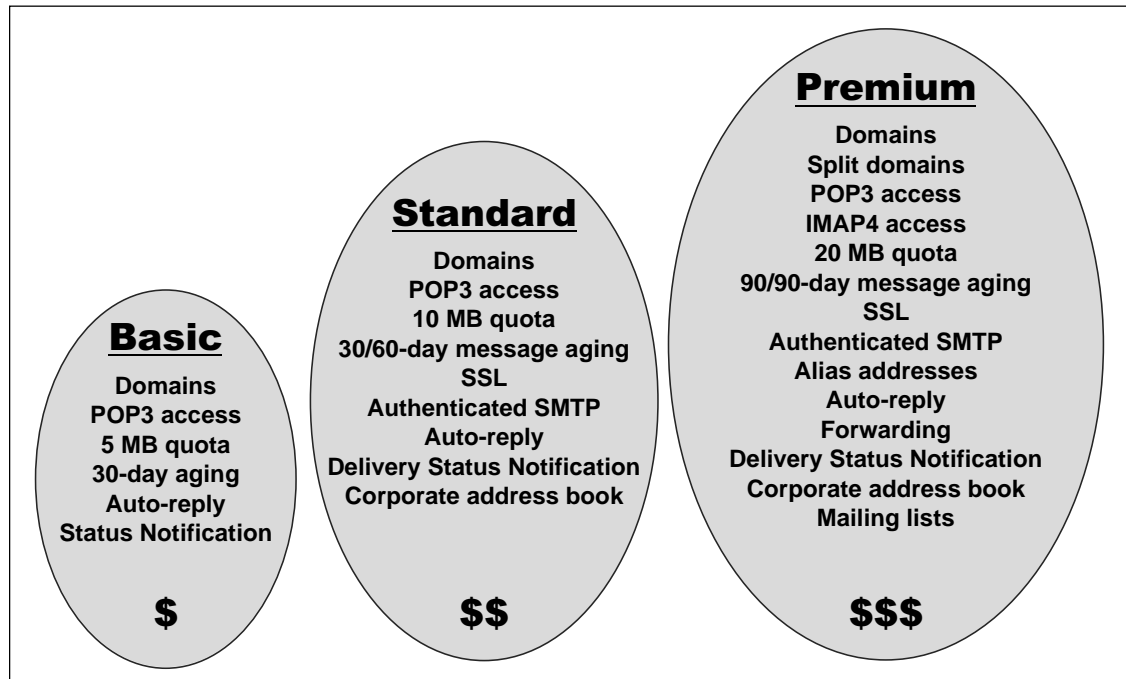 Basic
Domains
POP3 access
5 MB quota
30-day aging
Auto-reply
Status Notification
$
Standard
Domains
POP3 access
10 MB quota
30/60-day message aging
SSL
Authenticated SMTP
Auto-reply
Delivery Status Notification
Corporate address book
$$
Premium
Domains
Split domains
POP3 access
IMAP4 access
20 MB quota
90/90-day message aging
SSL
Authenticated SMTP
Alias addresses
Auto-reply
Forwarding
Delivery Status Notification
Corporate address book
Mailing lists
$$$